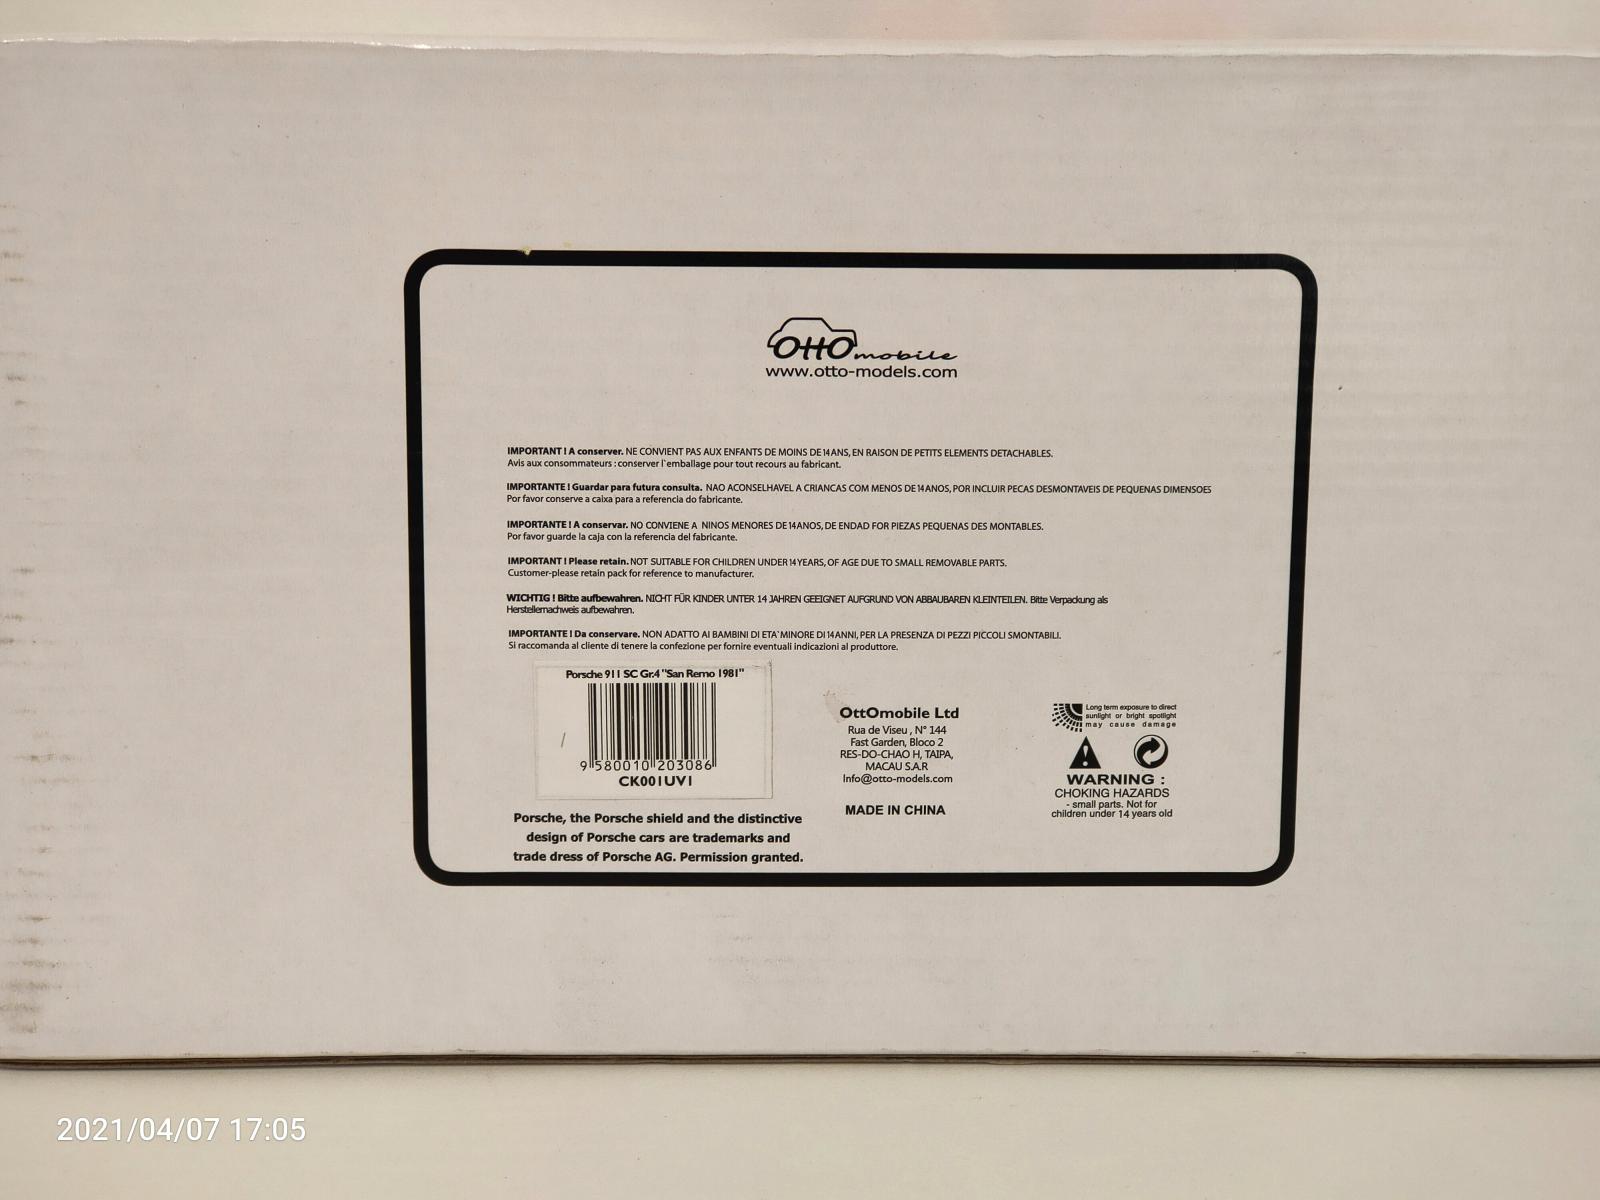 OttOmobile
www.otto-models.com
IMPORTANT ! A conserver. NE CONVIENT PAS AUX ENFANTS DE MOINS DE 14 ANS, EN RAISON DE PETITS ELEMENTS DETACHABLES.
Avis aux consommateurs : conserver l`emballage pour tout recours au fabricant.
IMPORTANTE ! Guardar para futura consulta. NAO ACONSELHAVEL A CRIANCAS COM MENOS DE 14 ANOS, POR INCLUIR PECAS DESMONTAVEIS DE PEQUENAS DIMENSOES
Por favor conserve a caixa para a referencia do fabricante.
IMPORTANTE ! A conservar. NO CONVIENE A NINOS MENORES DE 14 ANOS, DE ENDAD FOR PIEZAS PEQUENAS DES MONTABLES.
Por favor guarde la caja con la referencia del fabricante.
IMPORTANT ! Please retain. NOT SUITABLE FOR CHILDREN UNDER 14 YEARS, OF AGE DUE TO SMALL REMOVABLE PARTS.
Customer-please retain pack for reference to manufacturer.
WICHTIG ! Bitte aufbewahren. NICHT FÜR KINDER UNTER 14 JAHREN GEEIGNET AUFGRUND VON ABBAUBAREN KLEINTEILEN. Bitte Verpackung als
Herstellernachweis aufbewahren.
IMPORTANTE ! Da conservare. NON ADATTO AI BAMBINI DI ETA` MINORE DI 14 ANNI, PER LA PRESENZA DI PEZZI PICCOLI SMONTABILI.
Si raccomanda al cliente di tenere la confezione per fornire eventuali indicazioni al produttore.
Porsche 911 SC Gr.4 "San Remo 1981"
9 580010 203086
CK001UV1
Porsche, the Porsche shield and the distinctive
design of Porsche cars are trademarks and
trade dress of Porsche AG. Permission granted.
OttOmobile Ltd
Rua de Viseu , N° 144
Fast Garden, Bloco 2
RES-DO-CHAO H, TAIPA,
MACAU S.A.R
Info@otto-models.com
MADE IN CHINA
Long term exposure to direct
sunlight or bright spotlight
may cause damage
WARNING :
CHOKING HAZARDS
- small parts. Not for
children under 14 years old
2021/04/07 17:05